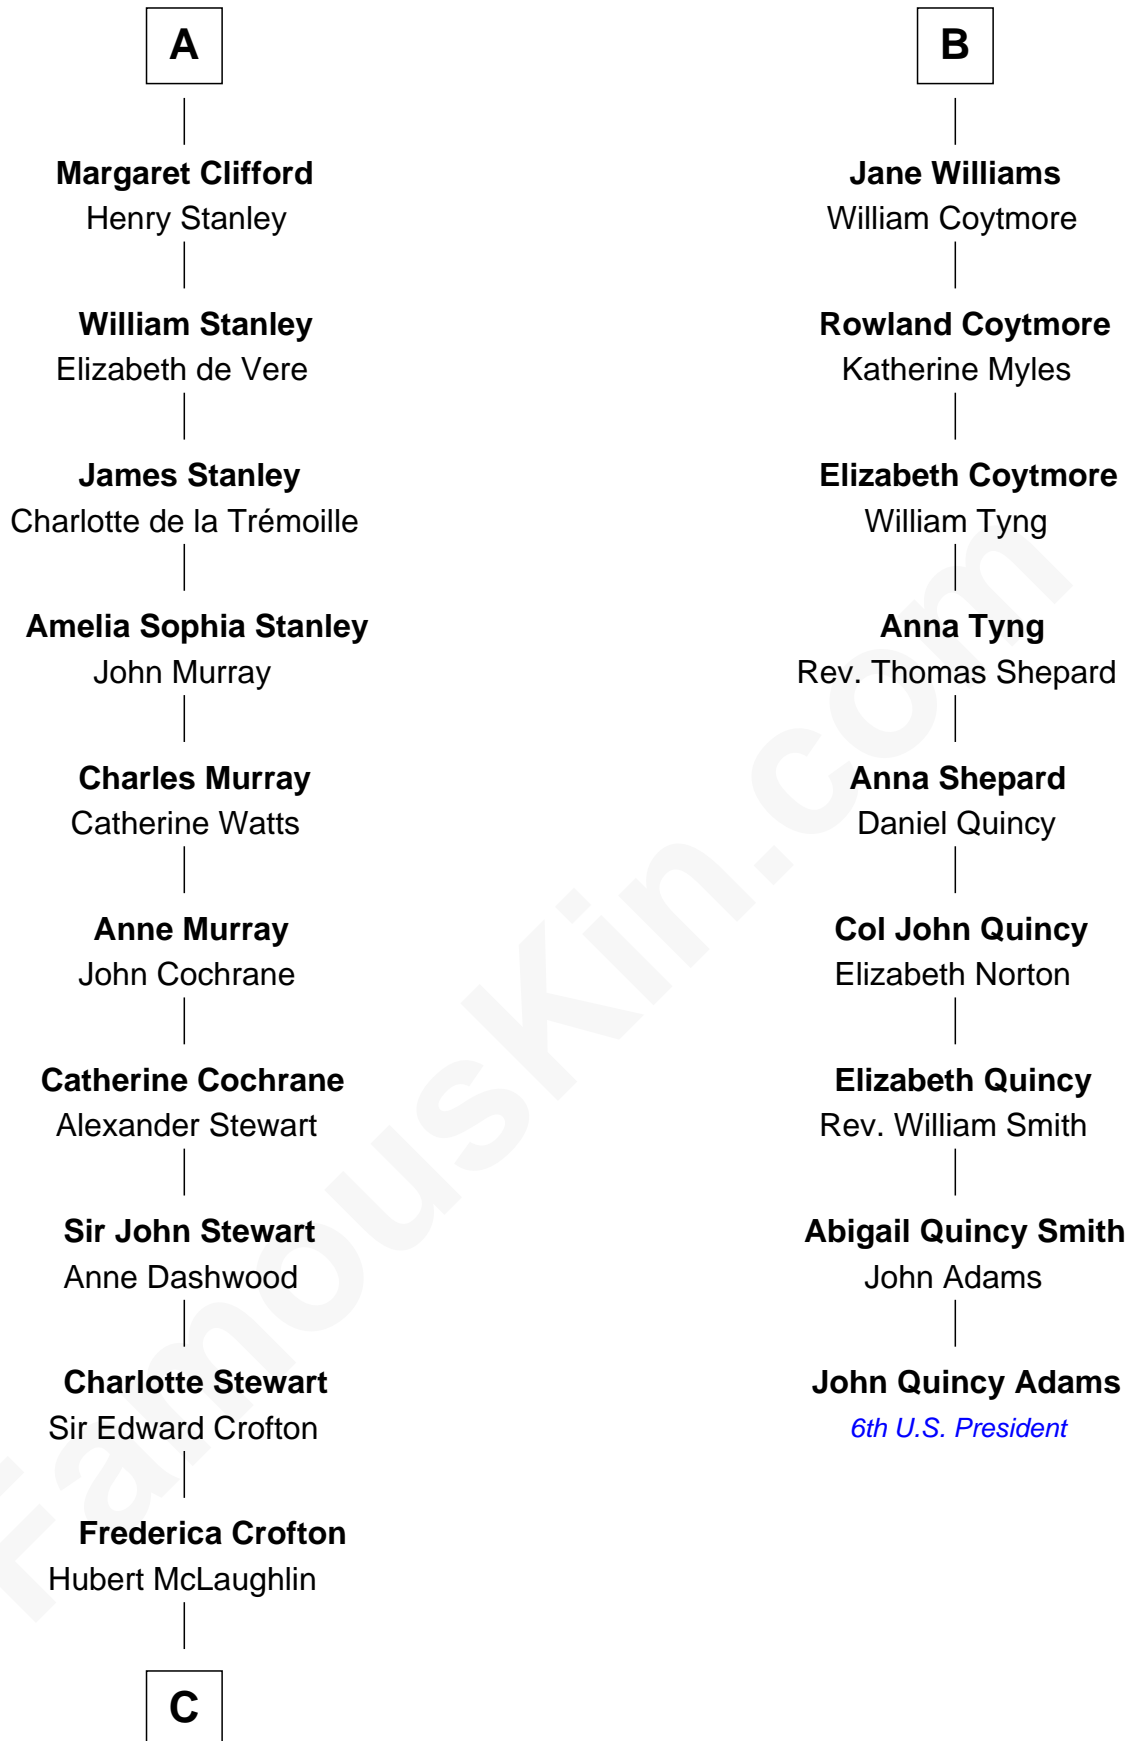 A
Margaret Clifford
Henry Stanley
William Stanley
Elizabeth de Vere
James Stanley
Charlotte de la Trémoille
Amelia Sophia Stanley
John Murray
Charles Murray
Catherine Watts
Anne Murray
John Cochrane
Catherine Cochrane
Alexander Stewart
Sir John Stewart
Anne Dashwood
Charlotte Stewart
Sir Edward Crofton
Frederica Crofton
Hubert McLaughlin
C
B
Jane Williams
William Coytmore
Rowland Coytmore
Katherine Myles
Elizabeth Coytmore
William Tyng
Anna Tyng
Rev. Thomas Shepard
Anna Shepard
Daniel Quincy
Col John Quincy
Elizabeth Norton
Elizabeth Quincy
Rev. William Smith
Abigail Quincy Smith
John Adams
John Quincy Adams
6th U.S. President
FamousKin.com